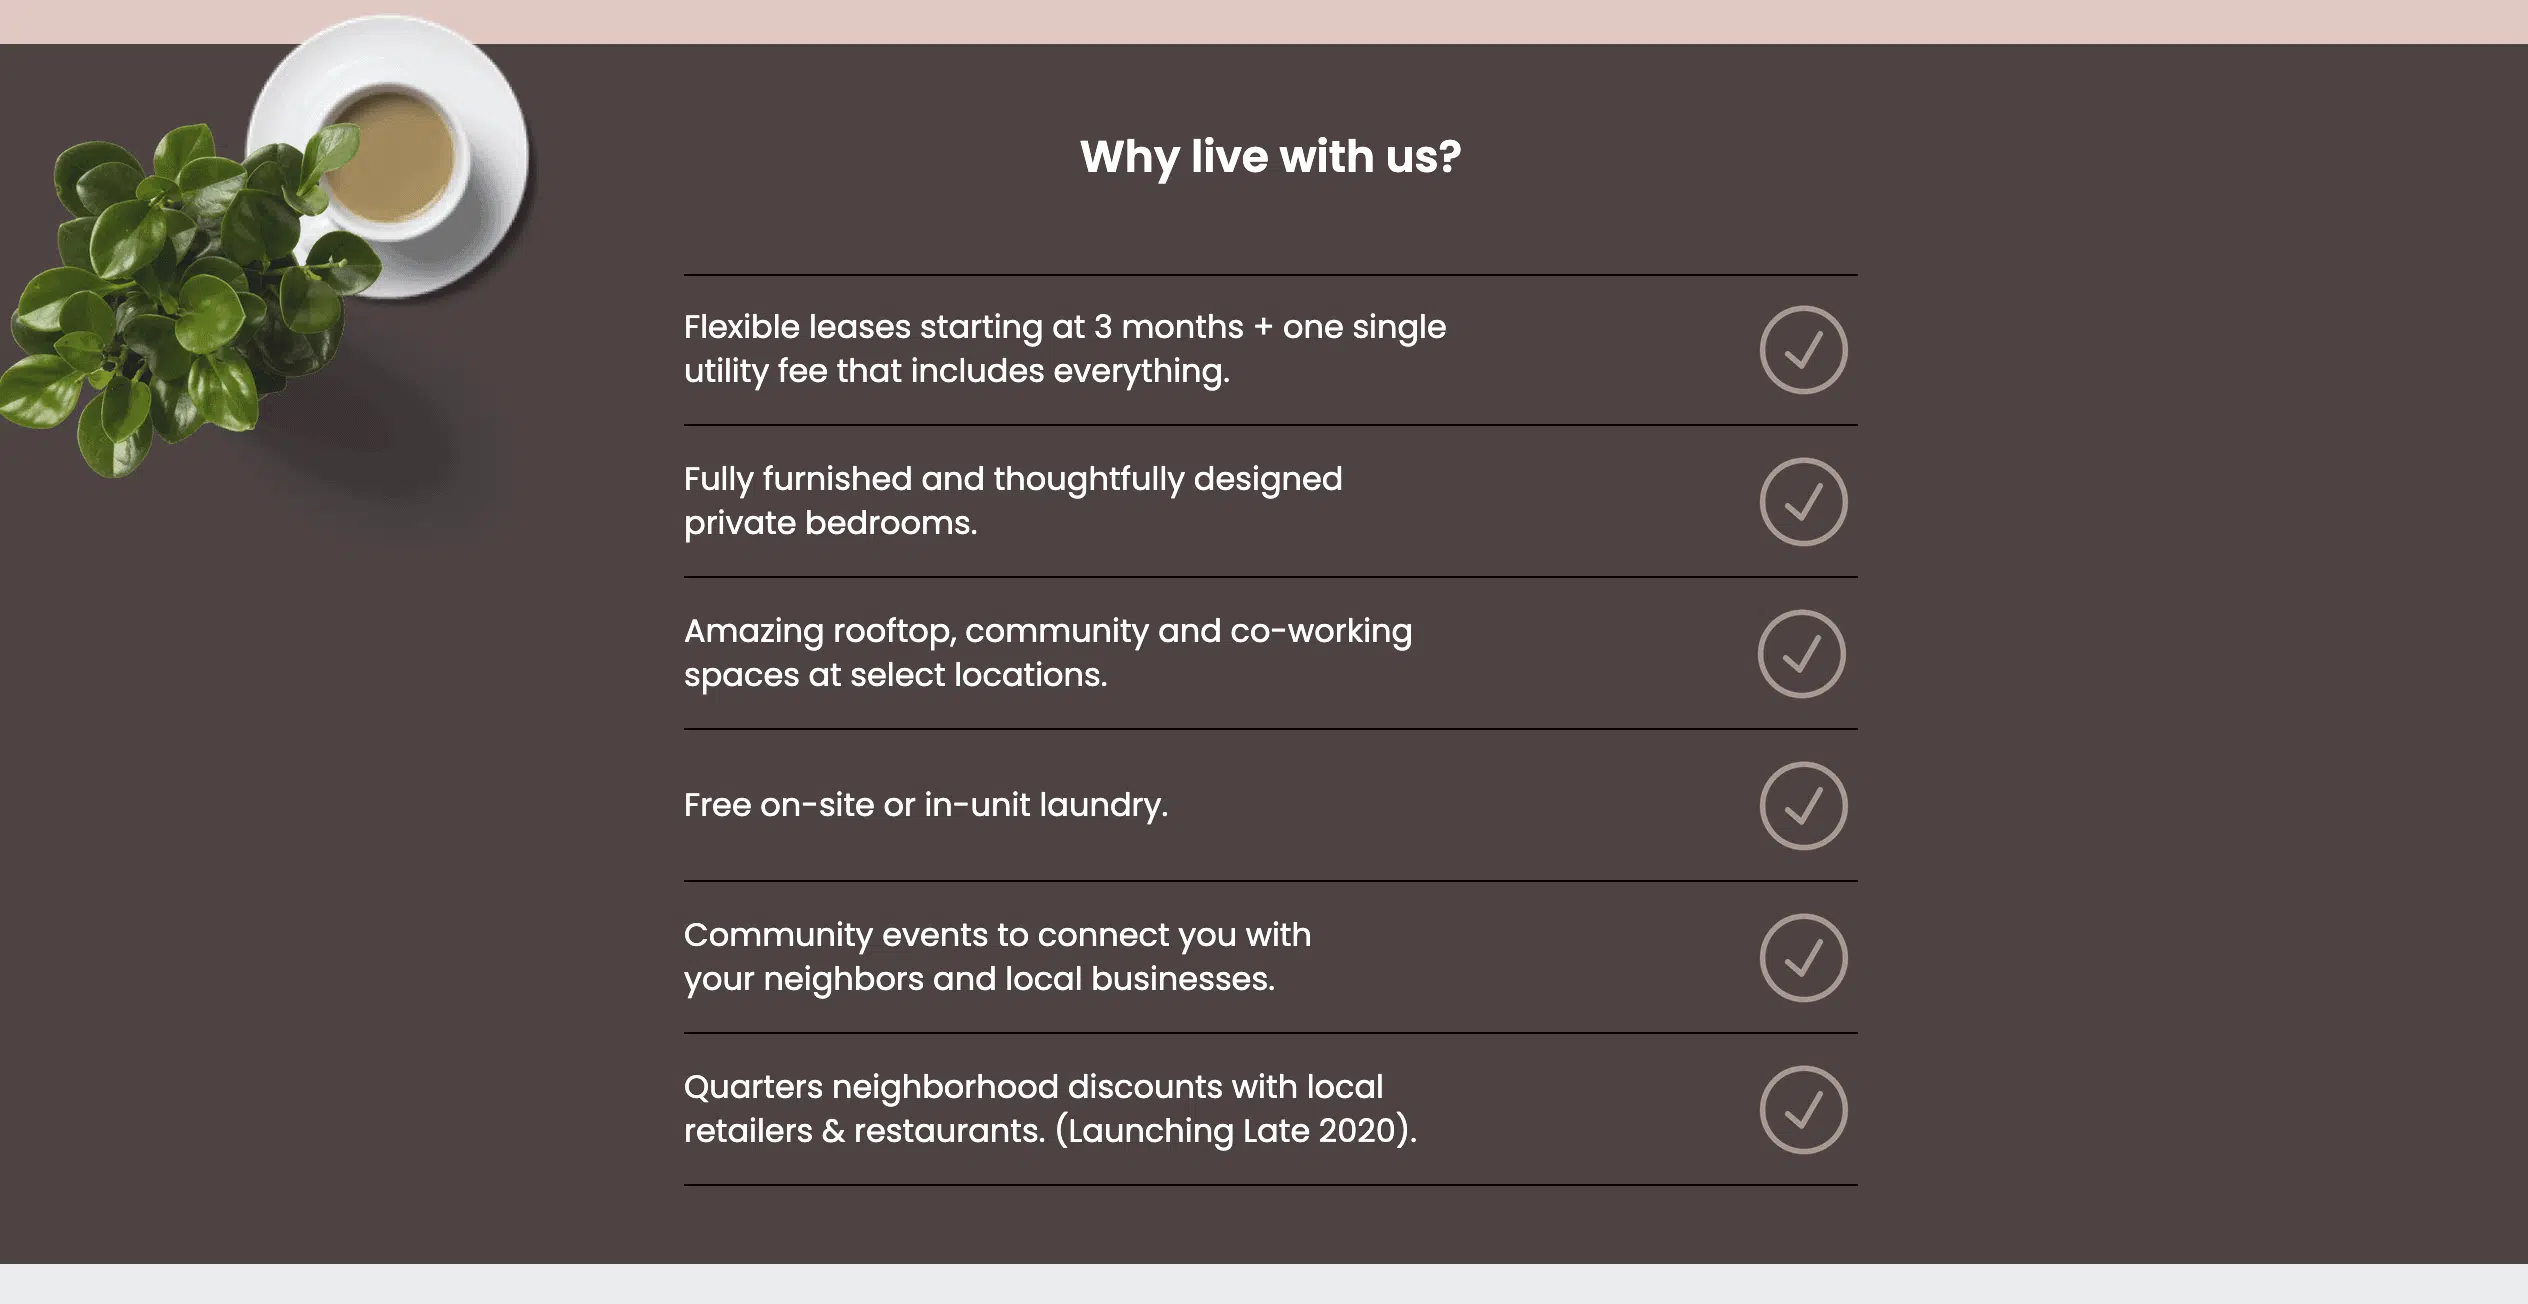 Why live with us?
Flexible leases starting at 3 months + one single
utility fee that includes everything.
Fully furnished and thoughtfully designed
private bedrooms.
Amazing rooftop, community and co-working
spaces at select locations.
Free on-site or in-unit laundry.
Community events to connect you with
your neighbors and local businesses.
Quarters neighborhood discounts with local
retailers & restaurants. (Launching Late 2020).